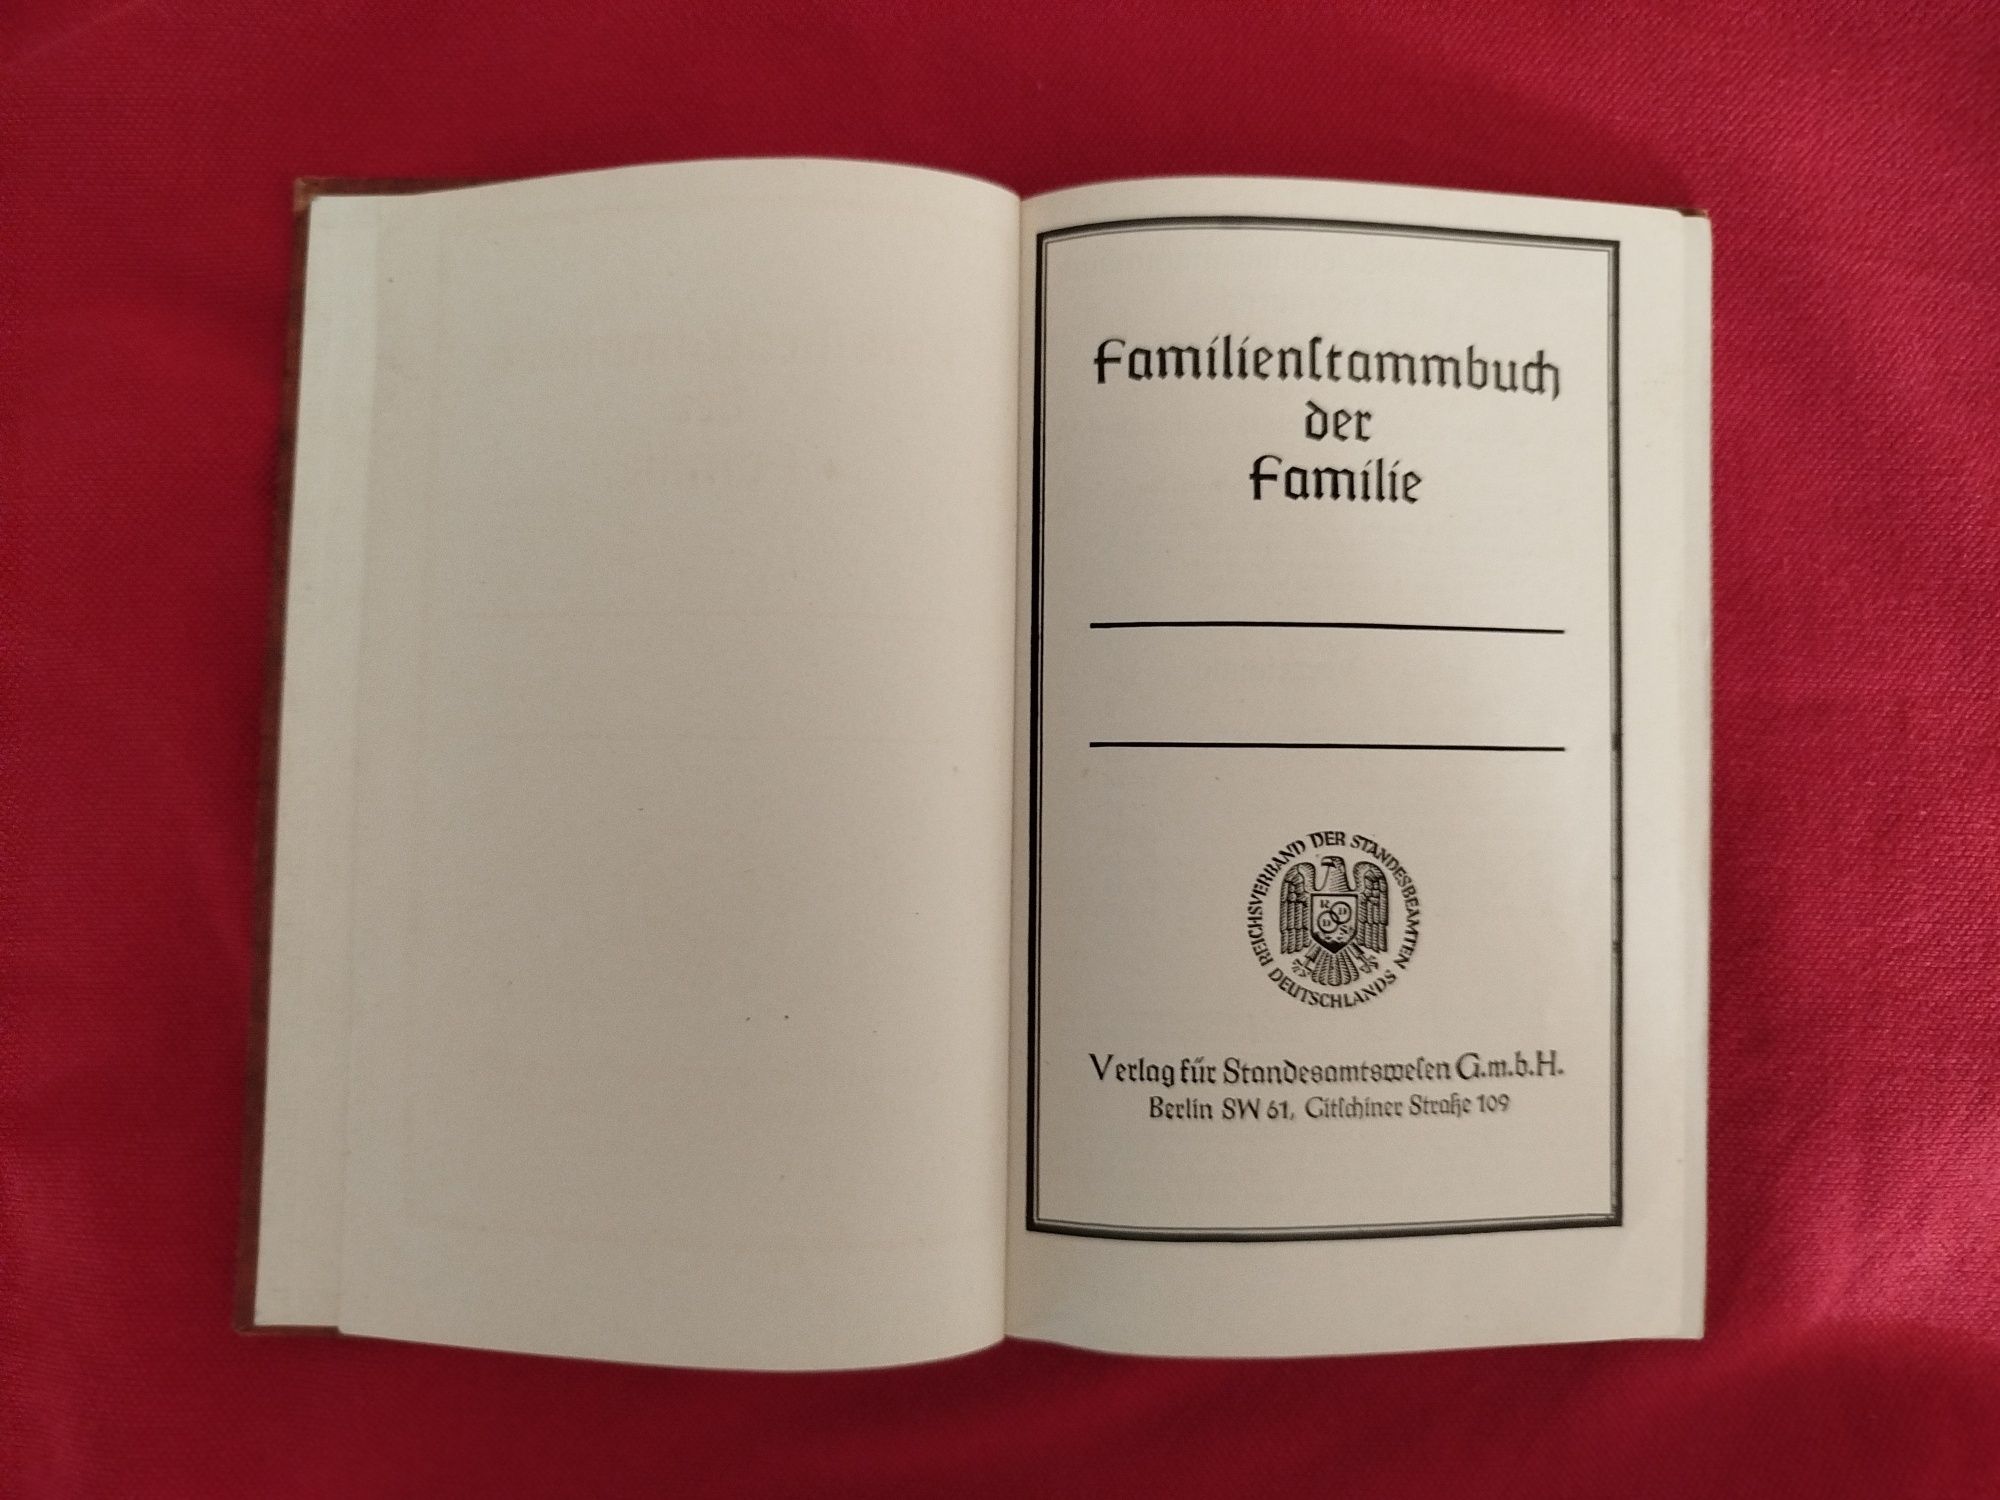 Familienſtammbuch
der
Familie
REICHSVERBAND DER STANDESBEAMTEN DEUTSCHLANDS
R D
D S
Verlag für Standesamtsweſen G.m.b.H.
Berlin SW 61, Gitſchiner Straße 109